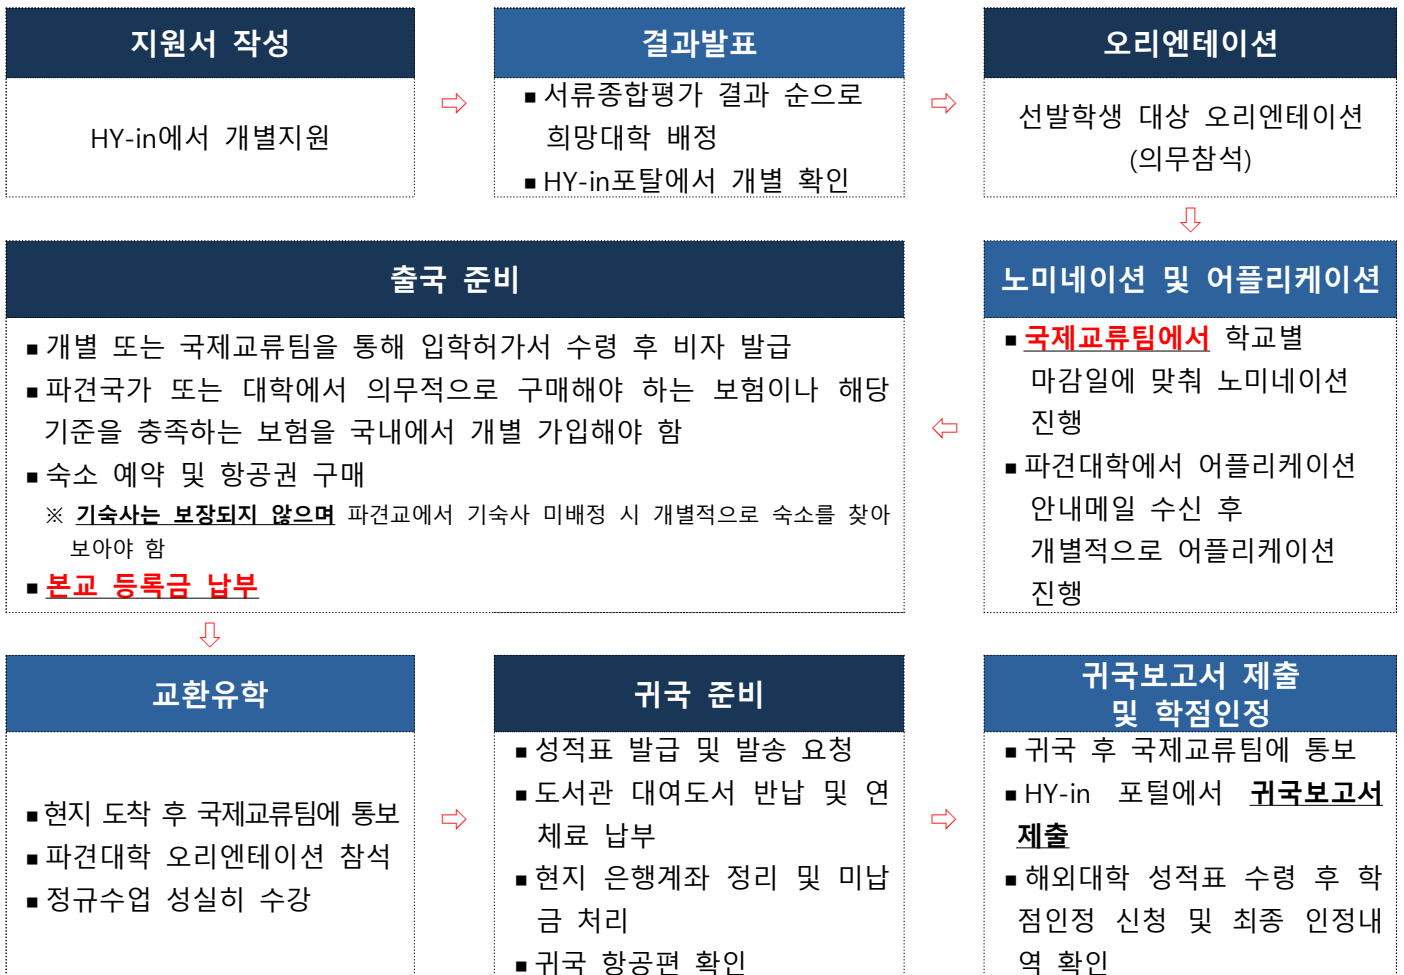 지원서 작성
HY-in에서 개별지원
결과발표
■ 서류종합평가 결과 순으로
희망대학 배정
■ HY-in포탈에서 개별 확인
오리엔테이션
선발학생 대상 오리엔테이션
(의무참석)
노미네이션 및 어플리케이션
■ 국제교류팀에서 학교별
마감일에 맞춰 노미네이션
진행
■ 파견대학에서 어플리케이션
안내메일 수신 후
개별적으로 어플리케이션
진행
출국 준비
■ 개별 또는 국제교류팀을 통해 입학허가서 수령 후 비자 발급
■ 파견국가 또는 대학에서 의무적으로 구매해야 하는 보험이나 해당
기준을 충족하는 보험을 국내에서 개별 가입해야 함
■ 숙소 예약 및 항공권 구매
※ 기숙사는 보장되지 않으며 파견교에서 기숙사 미배정 시 개별적으로 숙소를 찾아
보아야 함
■ 본교 등록금 납부
교환유학
■ 현지 도착 후 국제교류팀에 통보
■ 파견대학 오리엔테이션 참석
■ 정규수업 성실히 수강
귀국 준비
■ 성적표 발급 및 발송 요청
■ 도서관 대여도서 반납 및 연
체료 납부
■ 현지 은행계좌 정리 및 미납
금 처리
■ 귀국 항공편 확인
귀국보고서 제출
및 학점인정
■ 귀국 후 국제교류팀에 통보
■ HY-in 포털에서 귀국보고서
제출
■ 해외대학 성적표 수령 후 학
점인정 신청 및 최종 인정내
역 확인